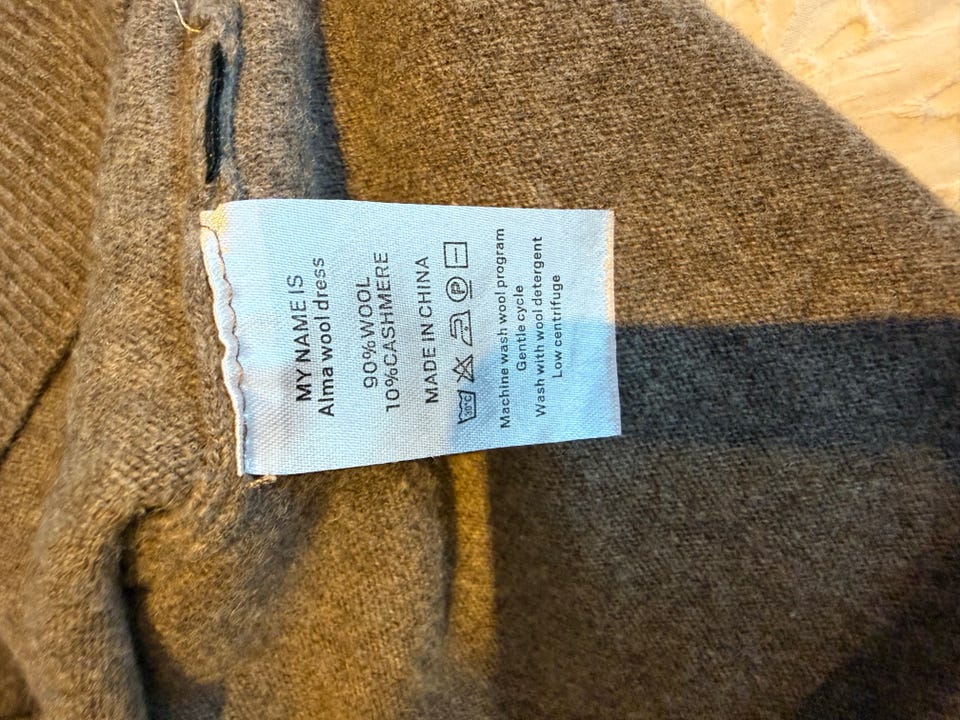 MY NAME IS
Alma wool dress
90%WOOL
10%CASHMERE
MADE IN CHINA
30°C P
Machine wash wool program
Gentle cycle
Wash with wool detergent
Low centrifuge